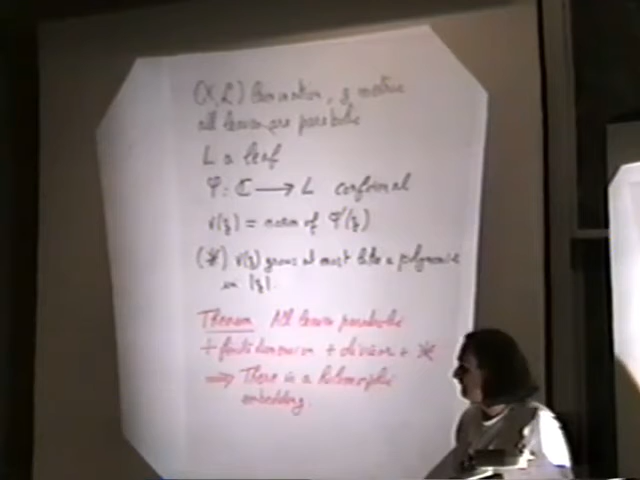 (X, L) lamination, g metric
all leaves are parabolic
L a leaf
φ: ℂ ⟶ L conformal
v(z) = norm of φ'(z)
(*) v(z) grows at most like a polynomial
in |z|.
Theorem All leaves parabolic
+ finite dimension + division + *
⟹ There is a holomorphic
embedding.